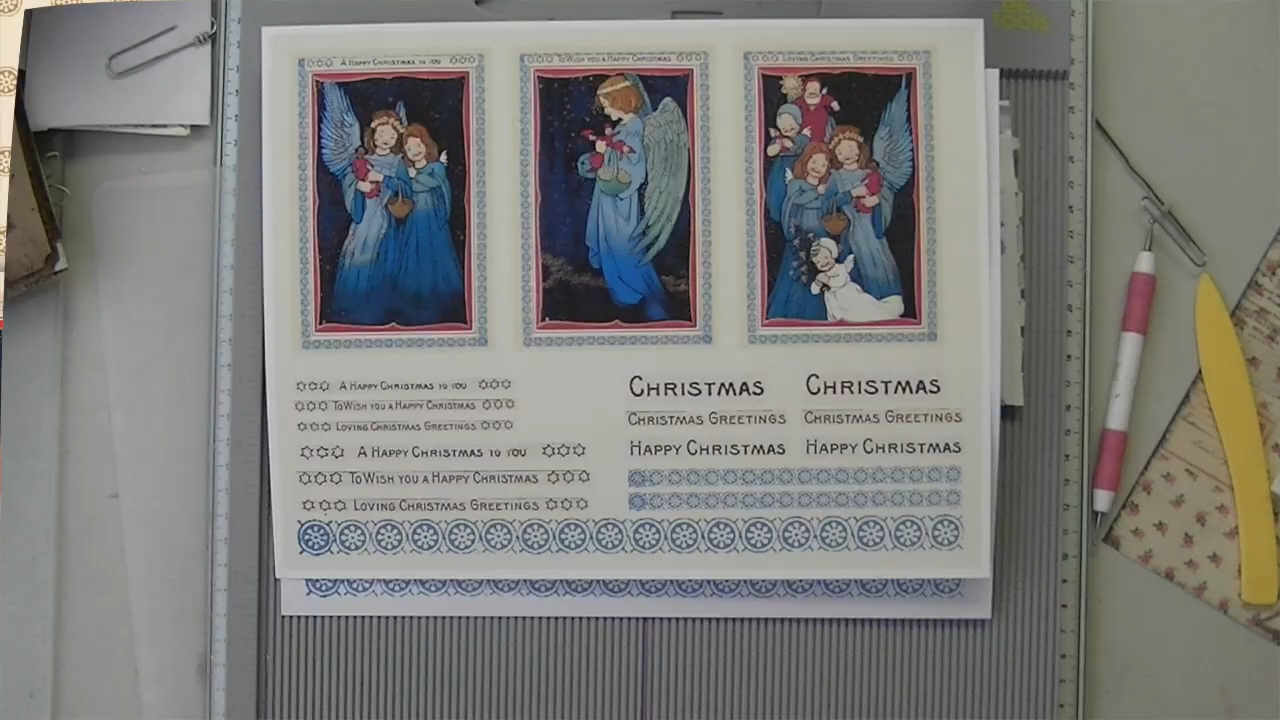 A Happy Christmas to you
To Wish you a Happy Christmas
Loving Christmas Greetings
A Happy Christmas to you
To Wish you a Happy Christmas
Loving Christmas Greetings
A Happy Christmas to you
To Wish you a Happy Christmas
Loving Christmas Greetings
Christmas Christmas
Christmas Greetings Christmas Greetings
Happy Christmas Happy Christmas